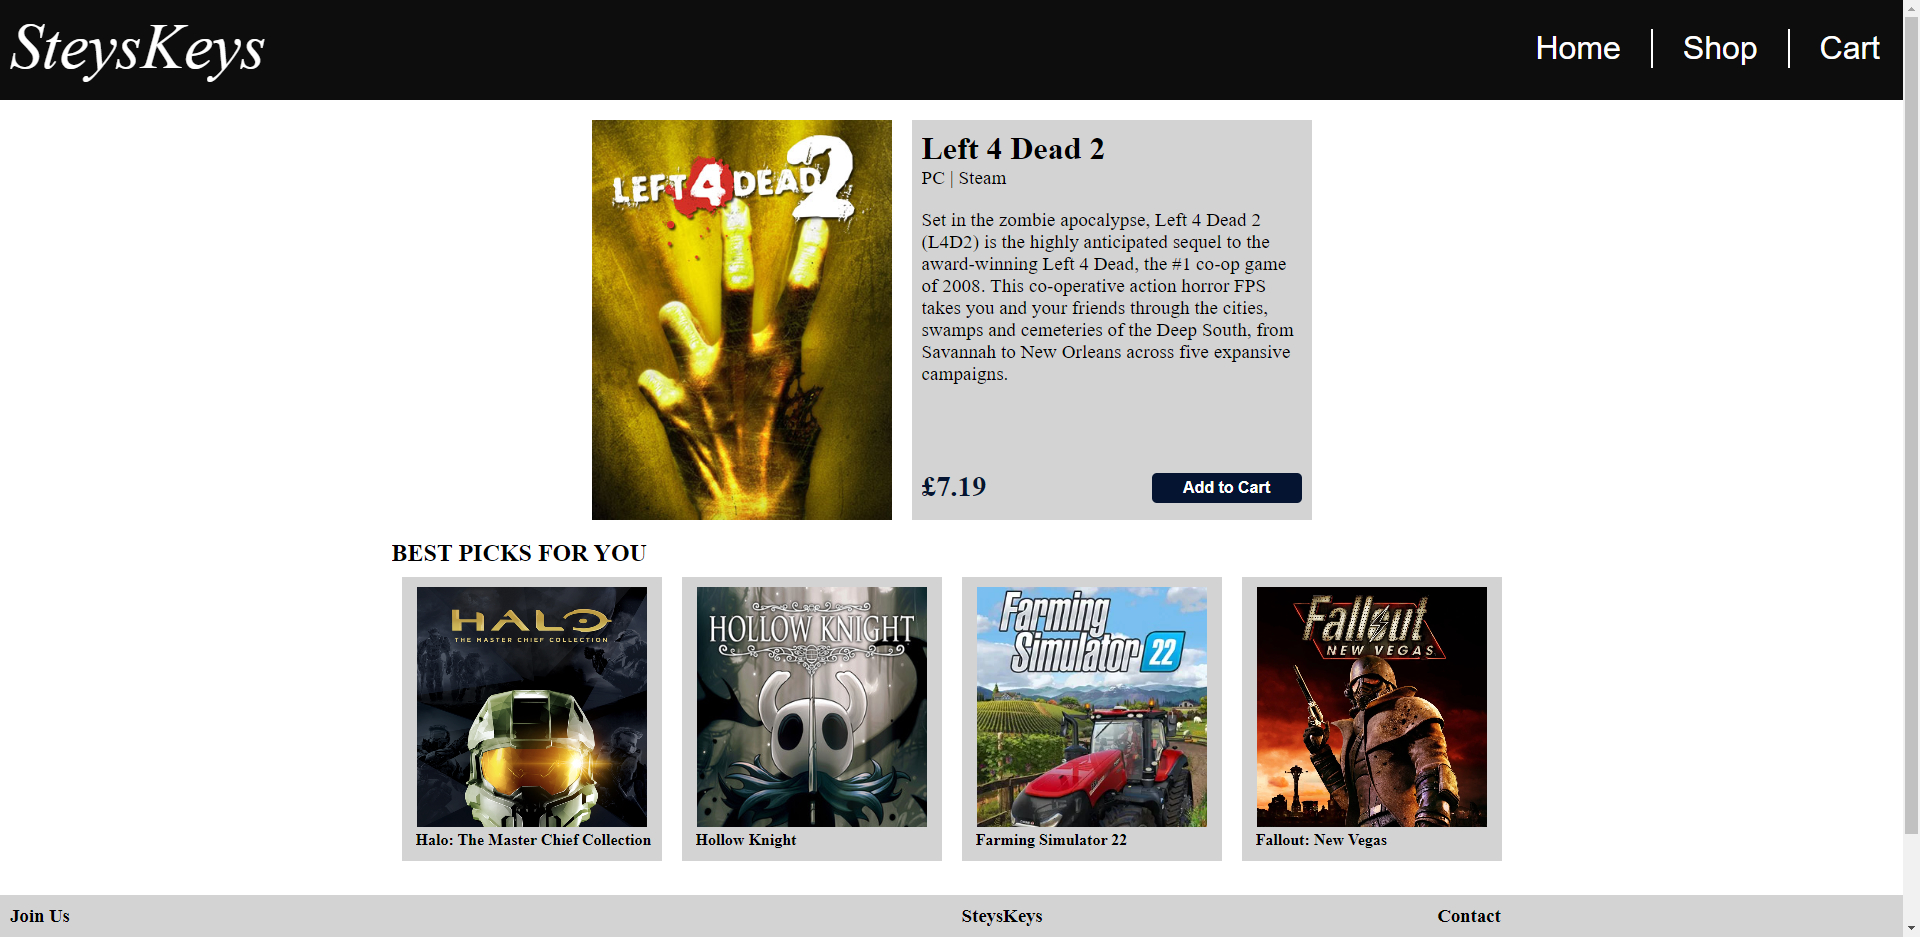 SteysKeys
Home
Shop
Cart
LEFT 4 DEAD 2
Left 4 Dead 2
PC | Steam
Set in the zombie apocalypse, Left 4 Dead 2
(L4D2) is the highly anticipated sequel to the
award-winning Left 4 Dead, the #1 co-op game
of 2008. This co-operative action horror FPS
takes you and your friends through the cities,
swamps and cemeteries of the Deep South, from
Savannah to New Orleans across five expansive
campaigns.
£7.19
Add to Cart
BEST PICKS FOR YOU
HALO
THE MASTER CHIEF COLLECTION
Halo: The Master Chief Collection
HOLLOW KNIGHT
Hollow Knight
Farming
Simulator 22
Farming Simulator 22
Fallout
NEW VEGAS
Fallout: New Vegas
Join Us
SteysKeys
Contact